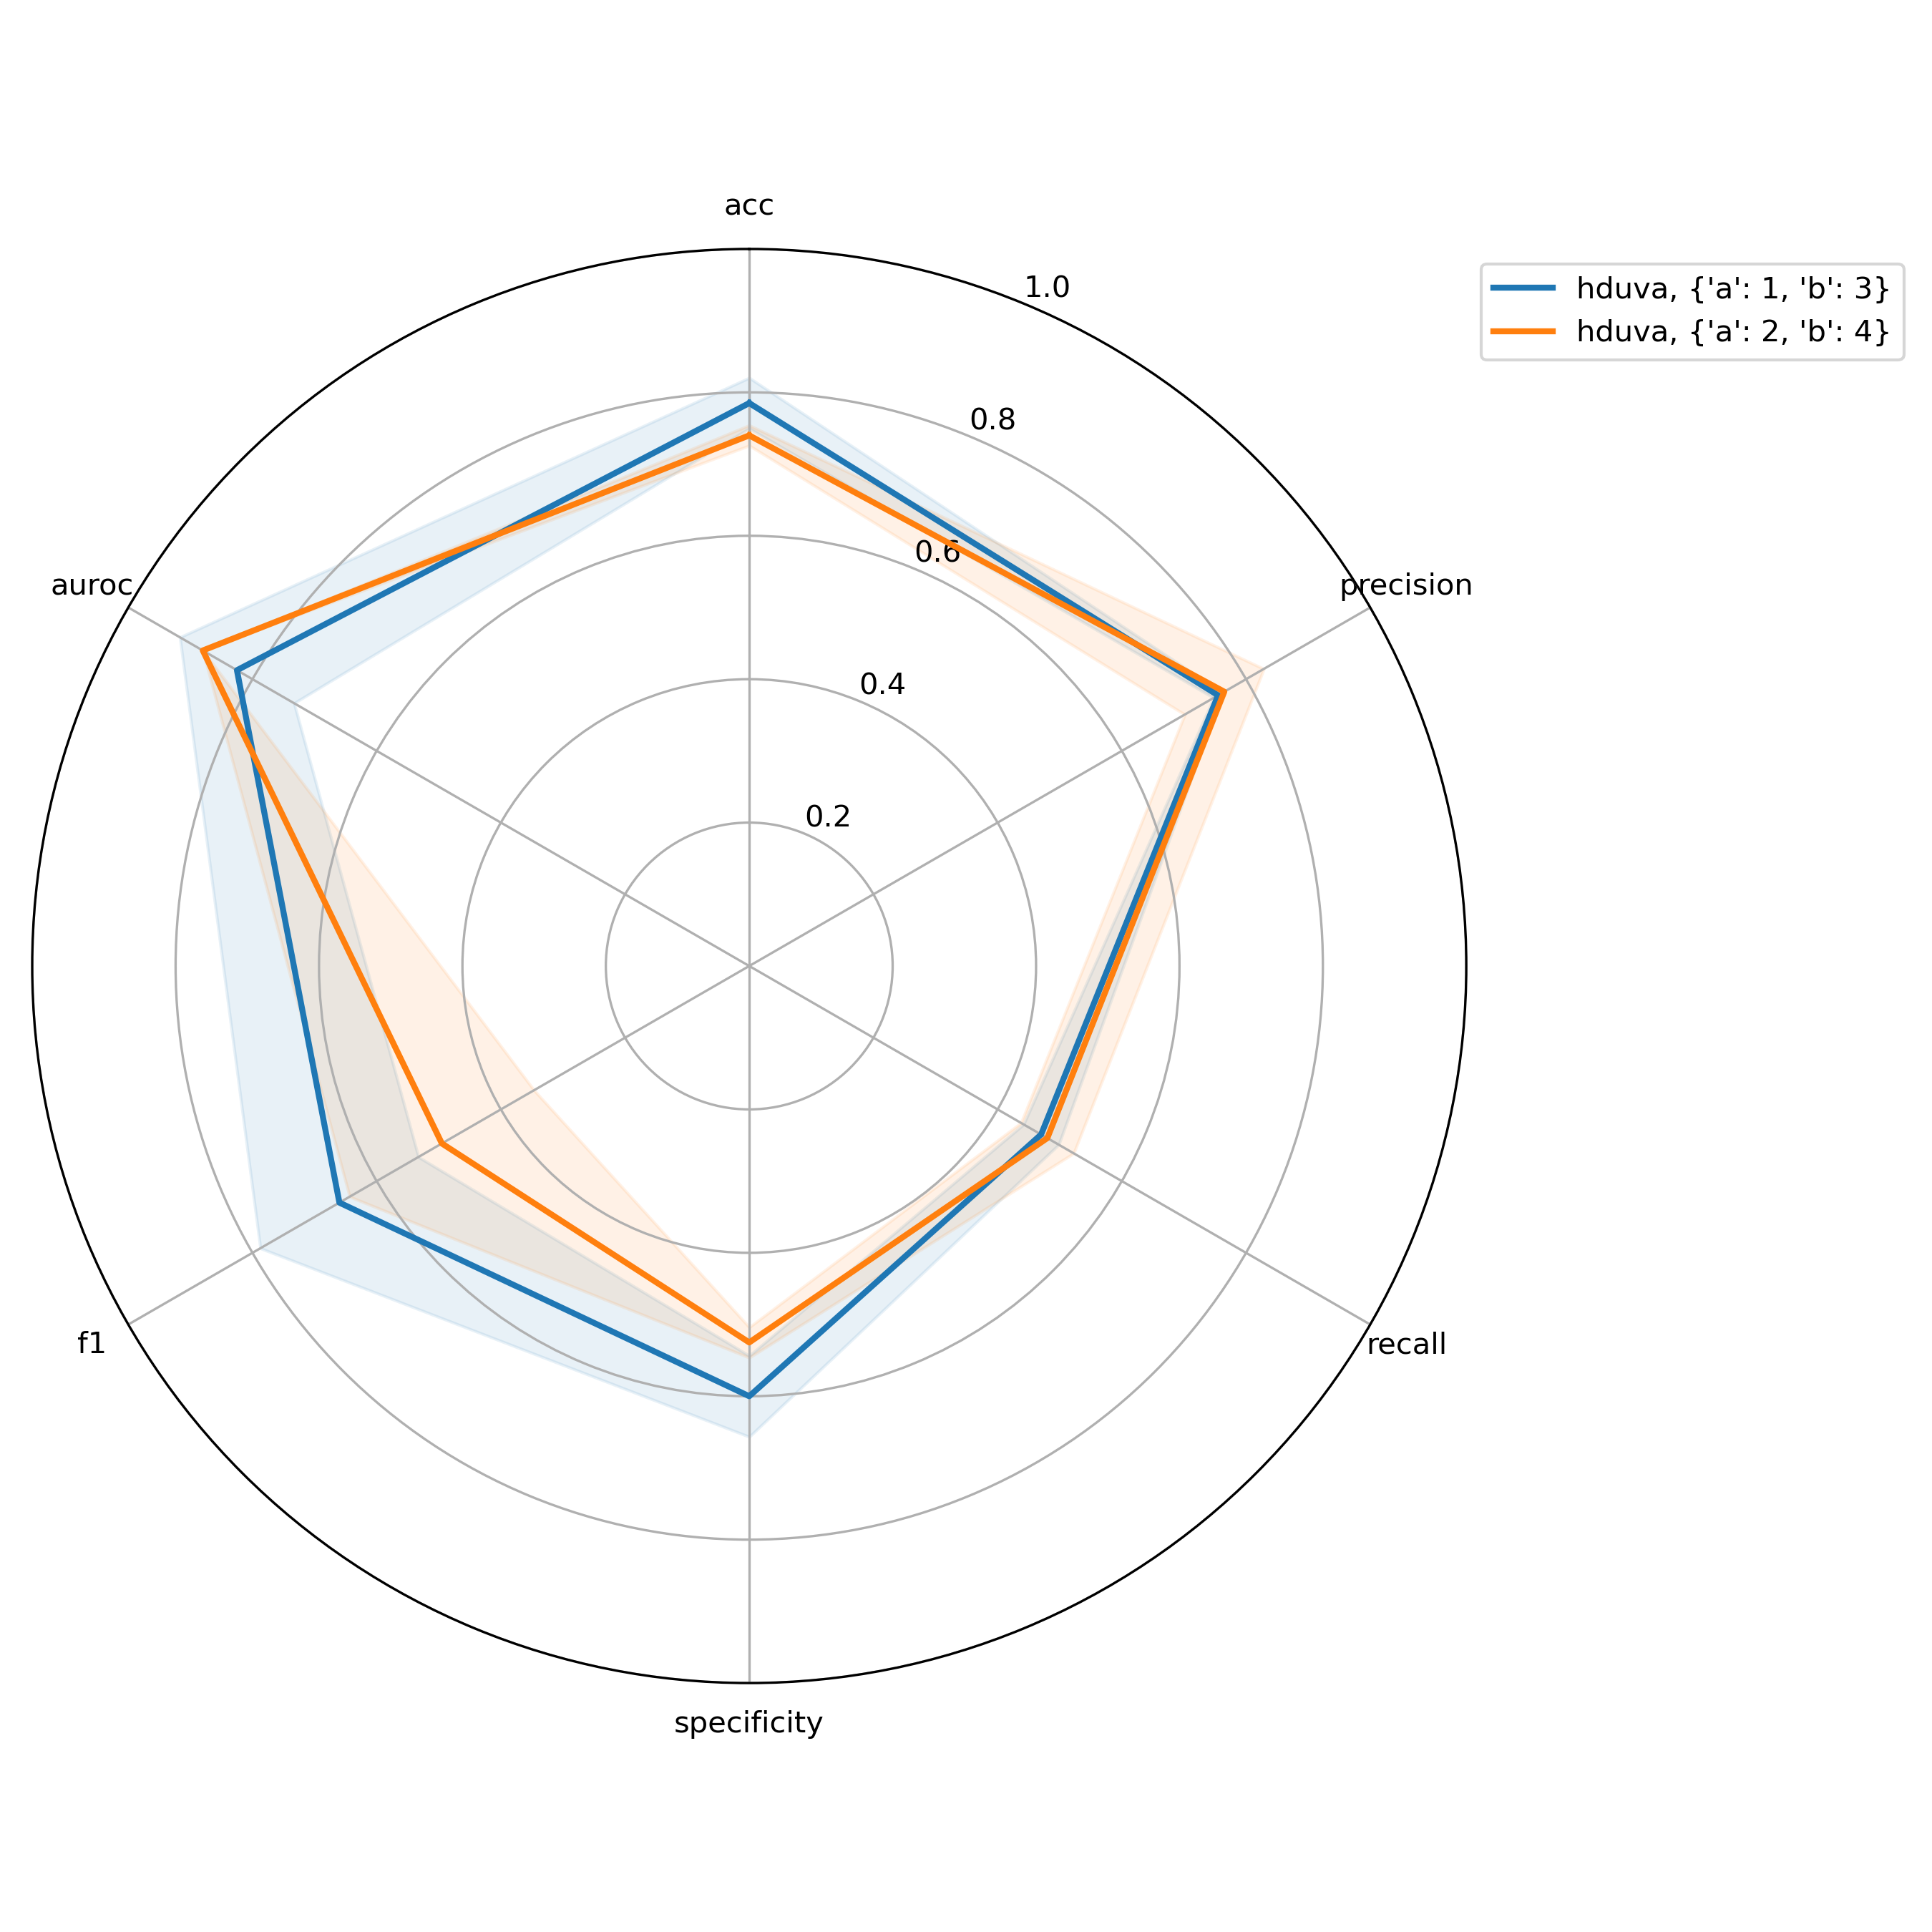 acc
1.0
hduva, {'a': 1, 'b': 3}
hduva, {'a': 2, 'b': 4}
0.8
0.6
auroc
precision
0.4
0.2
f1
recall
specificity